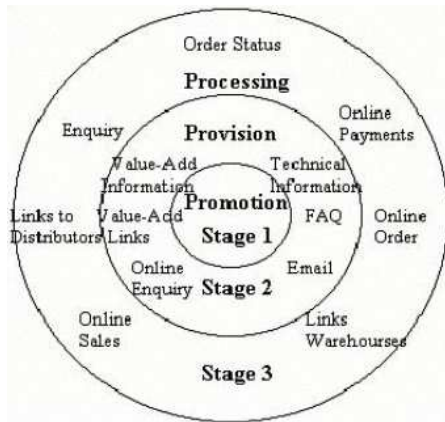 Order Status
Processing
Online
Payments
Enquiry
Provision
Value-Add
Information
Technical
Information
Promotion
Links to
Distributors
Value-Add
Links
FAQ
Online
Order
Stage 1
Online
Enquiry
Email
Stage 2
Online
Sales
Links
Warehourses
Stage 3